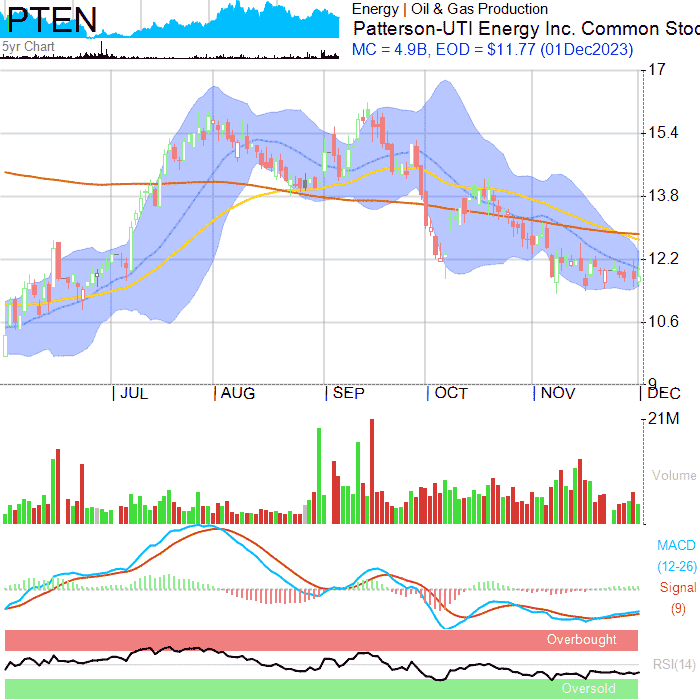 PTEN
5yr Chart
Energy | Oil & Gas Production
Patterson-UTI Energy Inc. Common Stoc
MC = 4.9B, EOD = $11.77 (01Dec2023)
17
15.4
13.8
12.2
10.6
9
JUL AUG SEP OCT NOV DEC
21M
Volume
MACD
(12-26)
Signal
(9)
Overbought
RSI(14)
Oversold